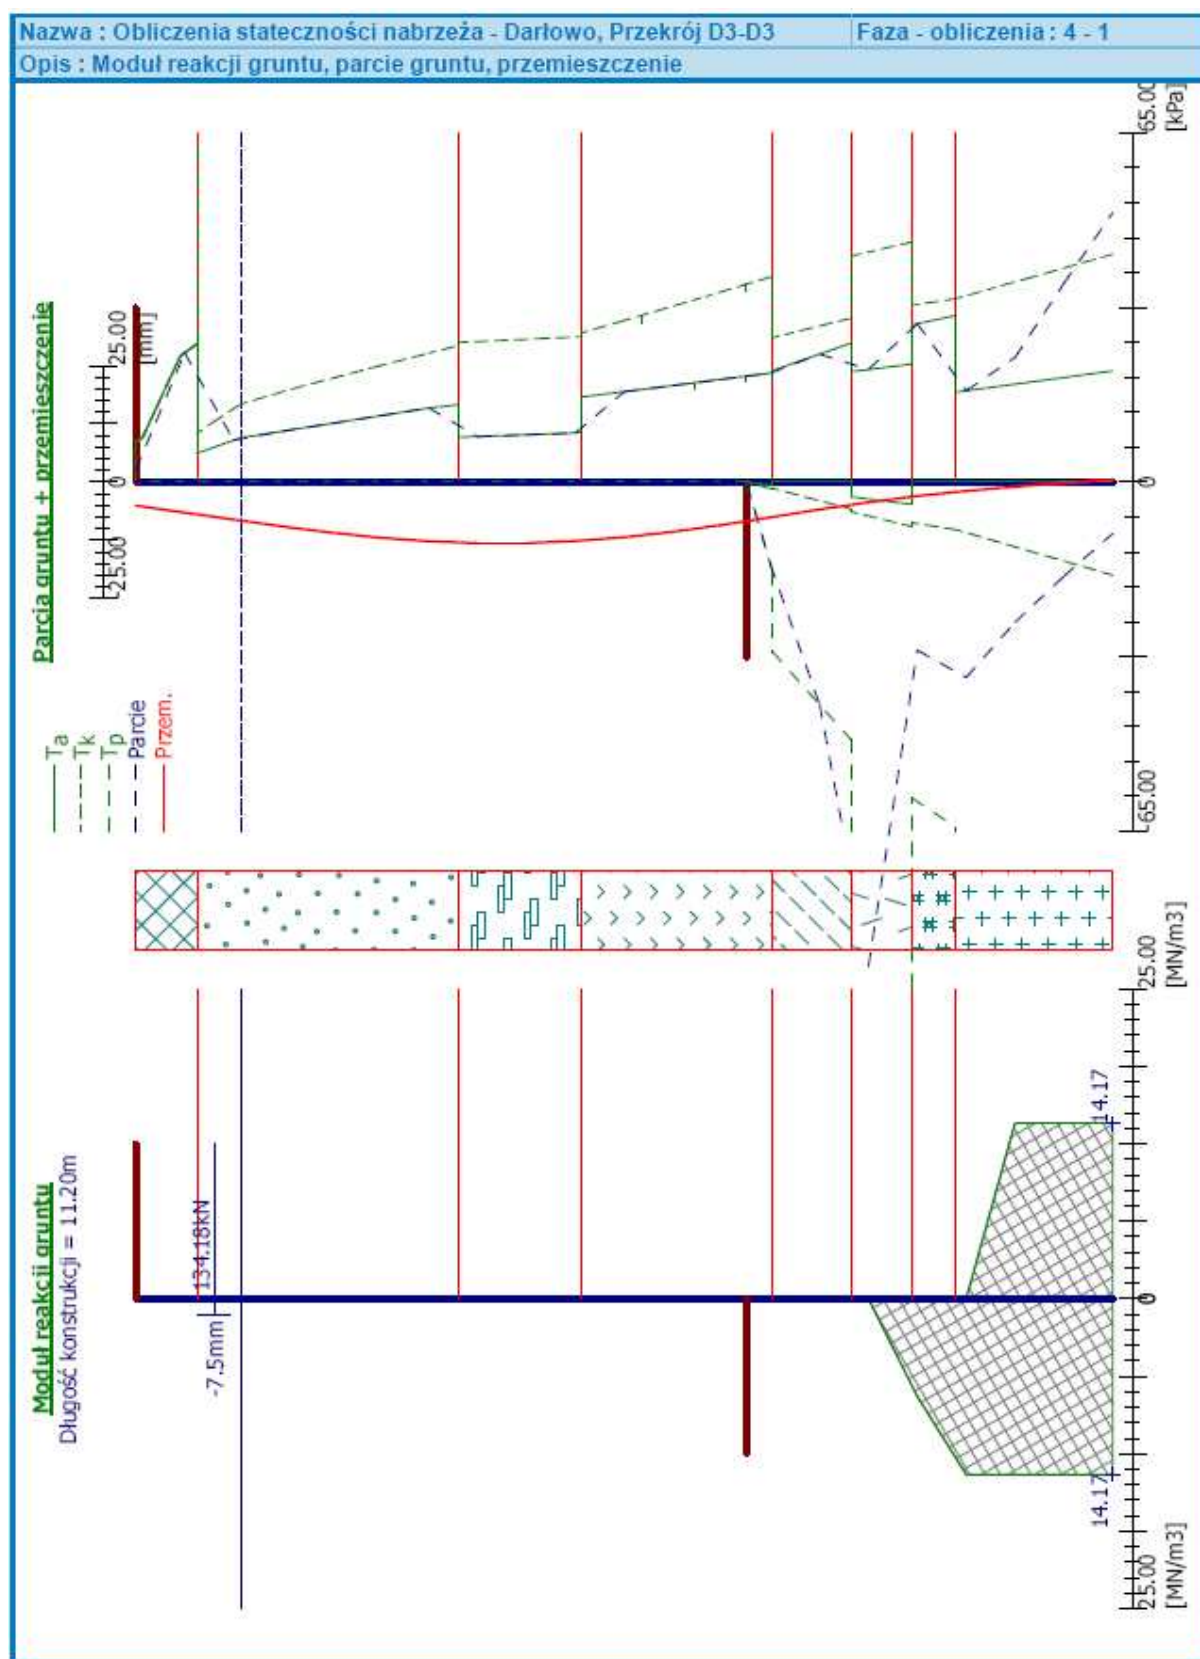 Nazwa : Obliczenia stateczności nabrzeża - Darłowo, Przekrój D3-D3
Faza - obliczenia : 4 - 1
Opis : Moduł reakcji gruntu, parcie gruntu, przemieszczenie
Moduł reakcji gruntu
Długość konstrukcji = 11.20m
134.18kN
-7.5mm
25.00
[MN/m3]
0
25.00
[MN/m3]
14.17
14.17
Parcia gruntu + przemieszczenie
Ta
Tk
Tp
Parcie
Przem.
-25.00
0
25.00
[mm]
65.00
0
65.00
[kPa]